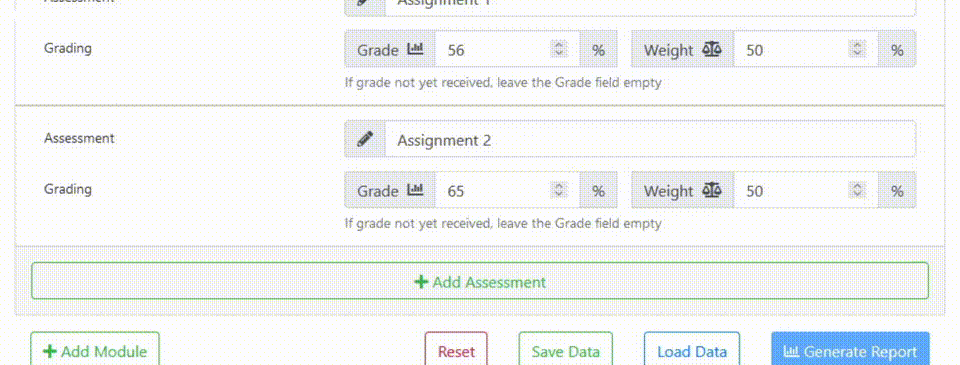 Assessment Assignment 1
Grading Grade 56 % Weight 50 %
If grade not yet received, leave the Grade field empty
Assessment Assignment 2
Grading Grade 65 % Weight 50 %
If grade not yet received, leave the Grade field empty
Add Assessment
Add Module Reset Save Data Load Data Generate Report